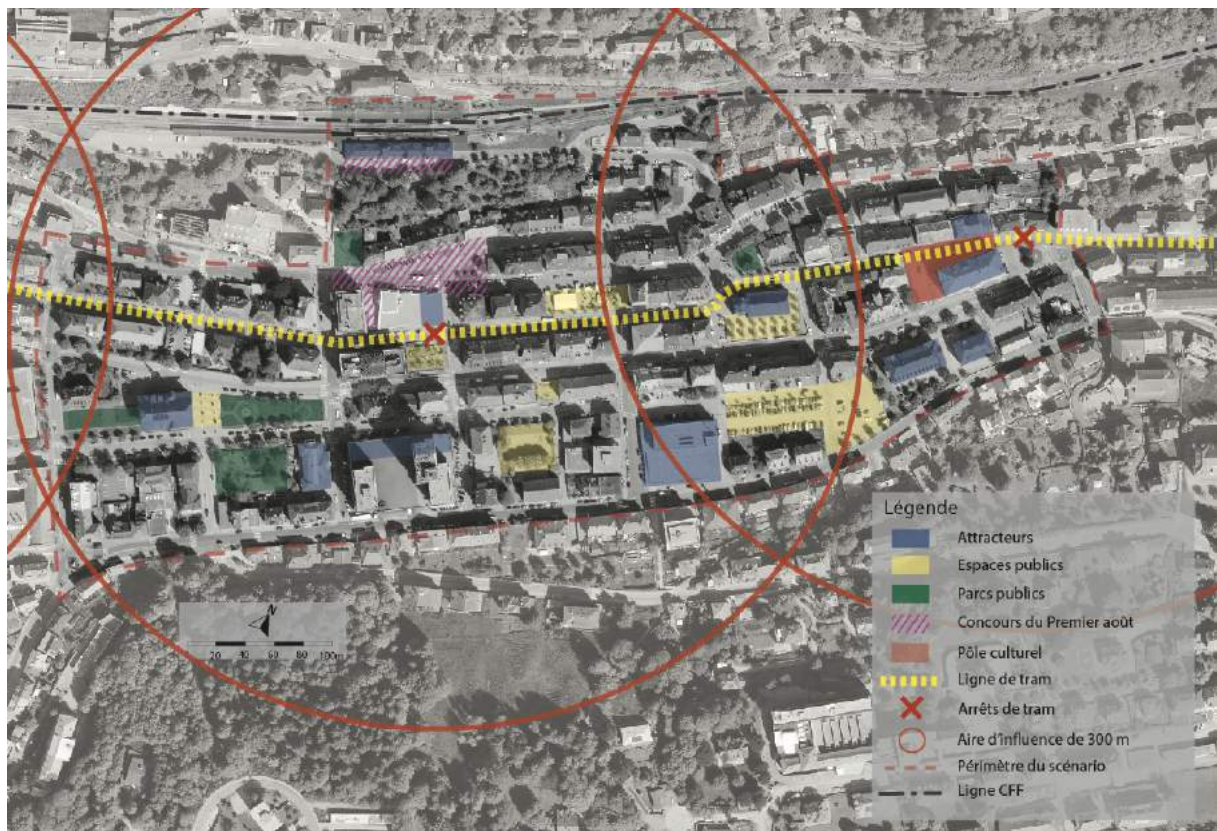 N
20 40 60 80 100m
Légende
Attracteurs
Espaces publics
Parcs publics
Concours du Premier août
Pôle culturel
Ligne de tram
Arrêts de tram
Aire d'influence de 300 m
Périmètre du scénario
Ligne CFF